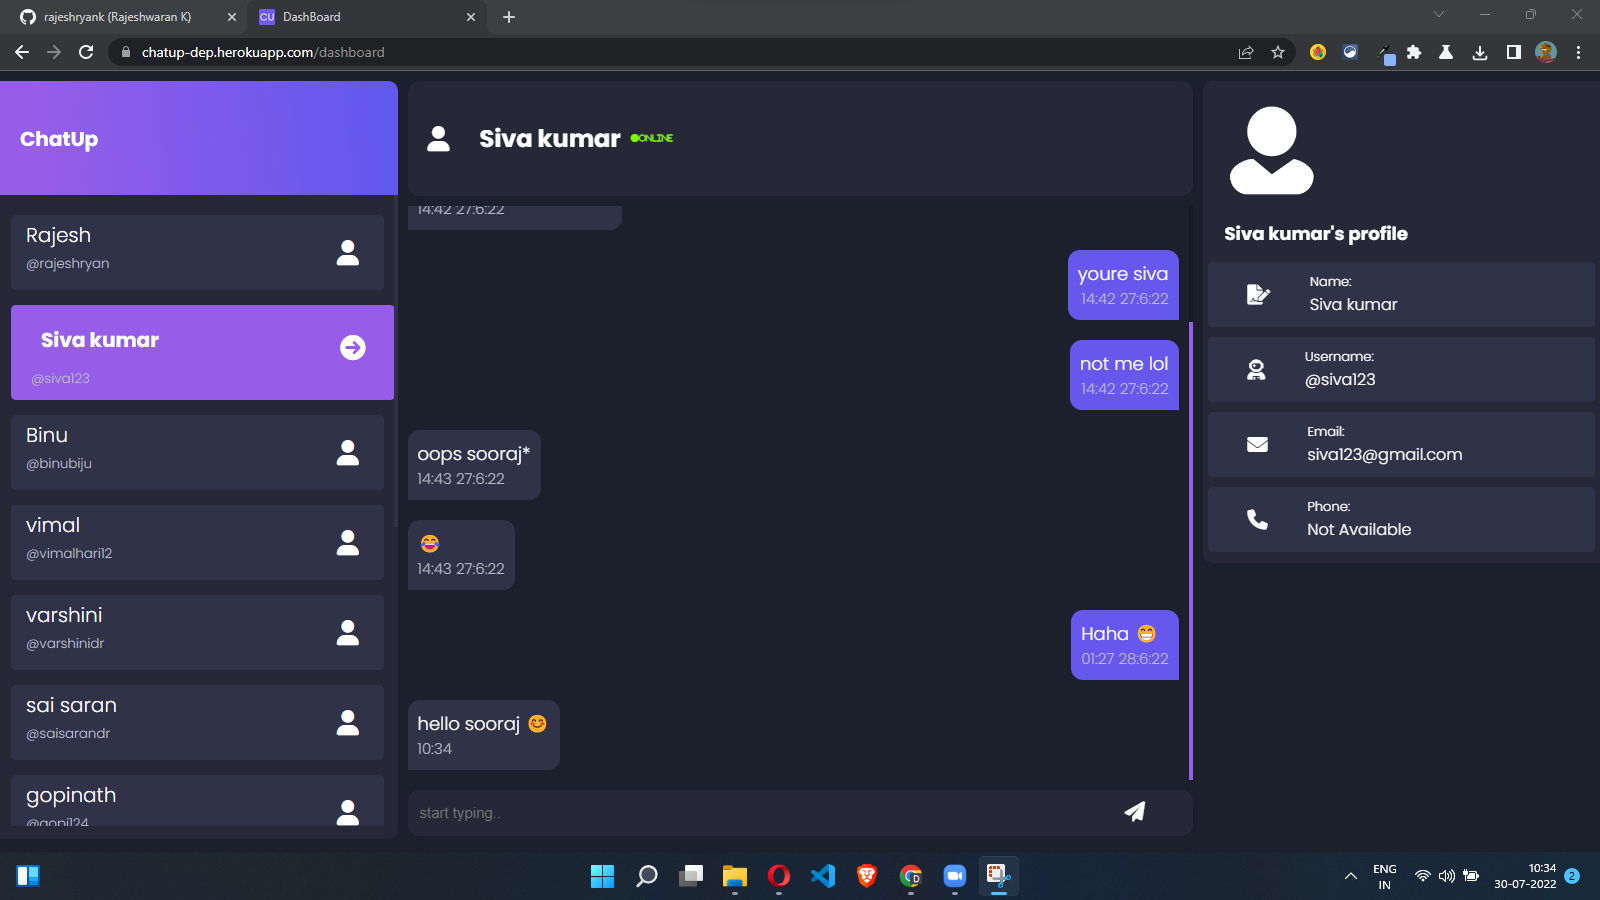 rajeshryank (Rajeshwaran K)
CU DashBoard
chatup-dep.herokuapp.com/dashboard
ChatUp
Rajesh
@rajeshryan
Siva kumar
@siva123
Binu
@binubiju
vimal
@vimalhari12
varshini
@varshinidr
sai saran
@saisarandr
gopinath
@gopi124
Siva kumar ONLINE
14:42 27:6:22
youre siva
14:42 27:6:22
not me lol
14:42 27:6:22
oops sooraj*
14:43 27:6:22
😂
14:43 27:6:22
Haha 😁
01:27 28:6:22
hello sooraj 😊
10:34
start typing..
Siva kumar's profile
Name:
Siva kumar
Username:
@siva123
Email:
siva123@gmail.com
Phone:
Not Available
D
ENG
IN
10:34
30-07-2022
2